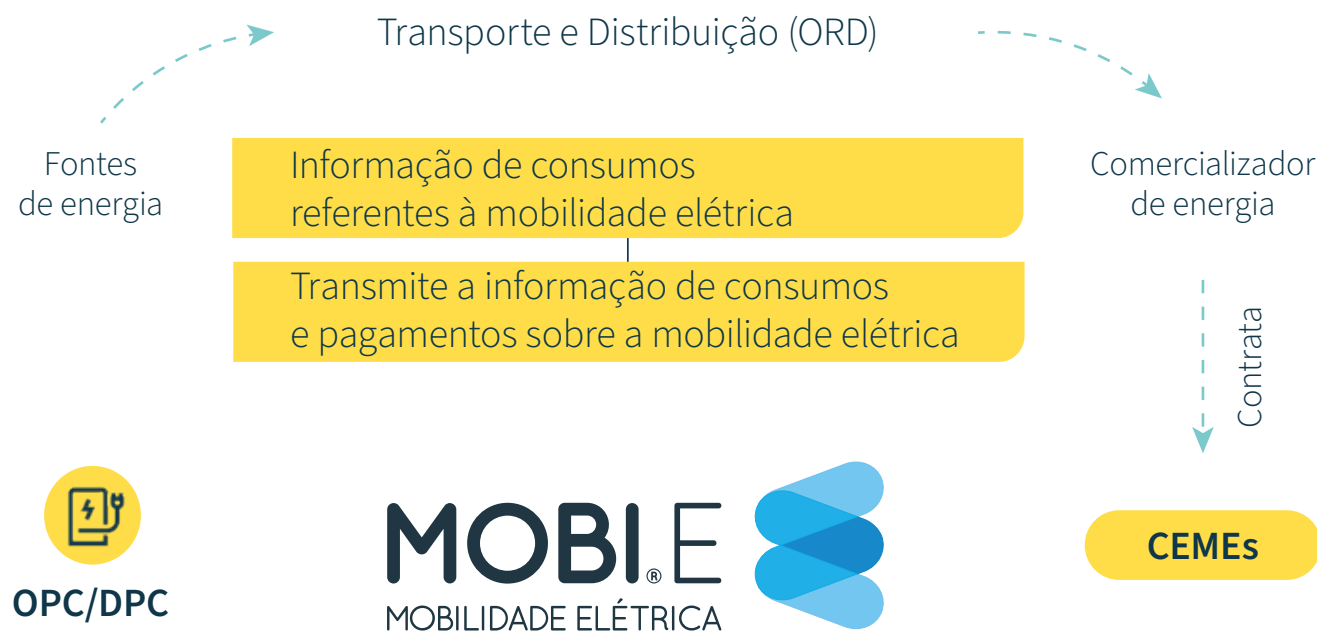 Transporte e Distribuição (ORD)
Fontes
de energia
Informação de consumos
referentes à mobilidade elétrica
Comercializador
de energia
Transmite a informação de consumos
e pagamentos sobre a mobilidade elétrica
Contrata
OPC/DPC
MOBI.E
®
MOBILIDADE ELÉTRICA
CEMEs